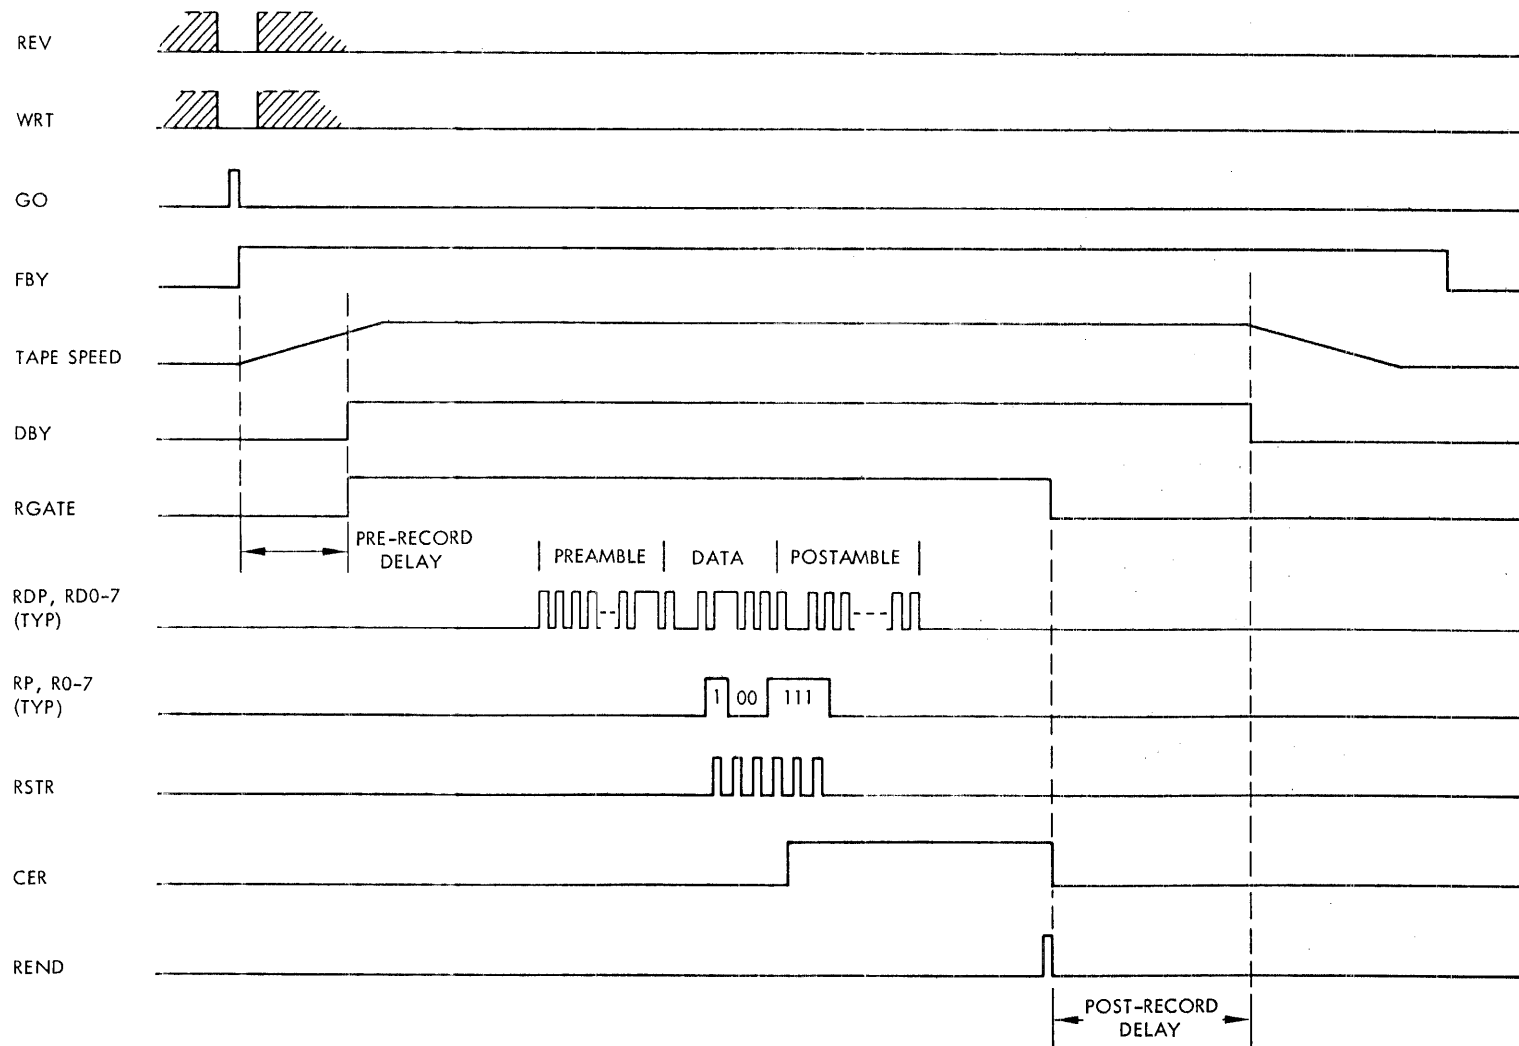 REV
WRT
GO
FBY
TAPE SPEED
DBY
RGATE
PRE-RECORD
DELAY
PREAMBLE
DATA
POSTAMBLE
RDP, RD0-7
(TYP)
RP, R0-7
(TYP)
1 00 111
RSTR
CER
REND
POST-RECORD
DELAY